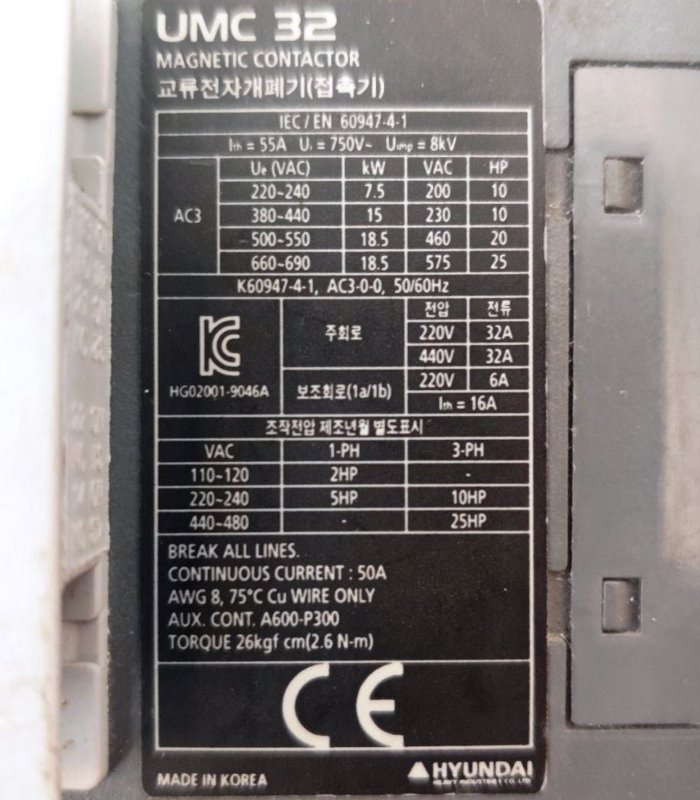 UMC 32
MAGNETIC CONTACTOR
교류전자개폐기(접촉기)
IEC/EN 60947-4-1
Ith = 55A Ui = 750V~ Uimp = 8kV
Ue (VAC) kW VAC HP
AC3
220~240 7.5 200 10
380~440 15 230 10
500~550 18.5 460 20
660~690 18.5 575 25
K60947-4-1, AC3-0-0, 50/60Hz
전압 전류
주회로 220V 32A
440V 32A
HG02001-9046A
보조회로(1a/1b) 220V 6A
Ith = 16A
조작전압 제조년월 별도표시
VAC 1-PH 3-PH
110~120 2HP -
220~240 5HP 10HP
440~480 - 25HP
BREAK ALL LINES.
CONTINUOUS CURRENT : 50A
AWG 8, 75°C Cu WIRE ONLY
AUX. CONT. A600-P300
TORQUE 26kgf cm(2.6 N-m)
CE
MADE IN KOREA
HYUNDAI
HEAVY INDUSTRIES CO., LTD.